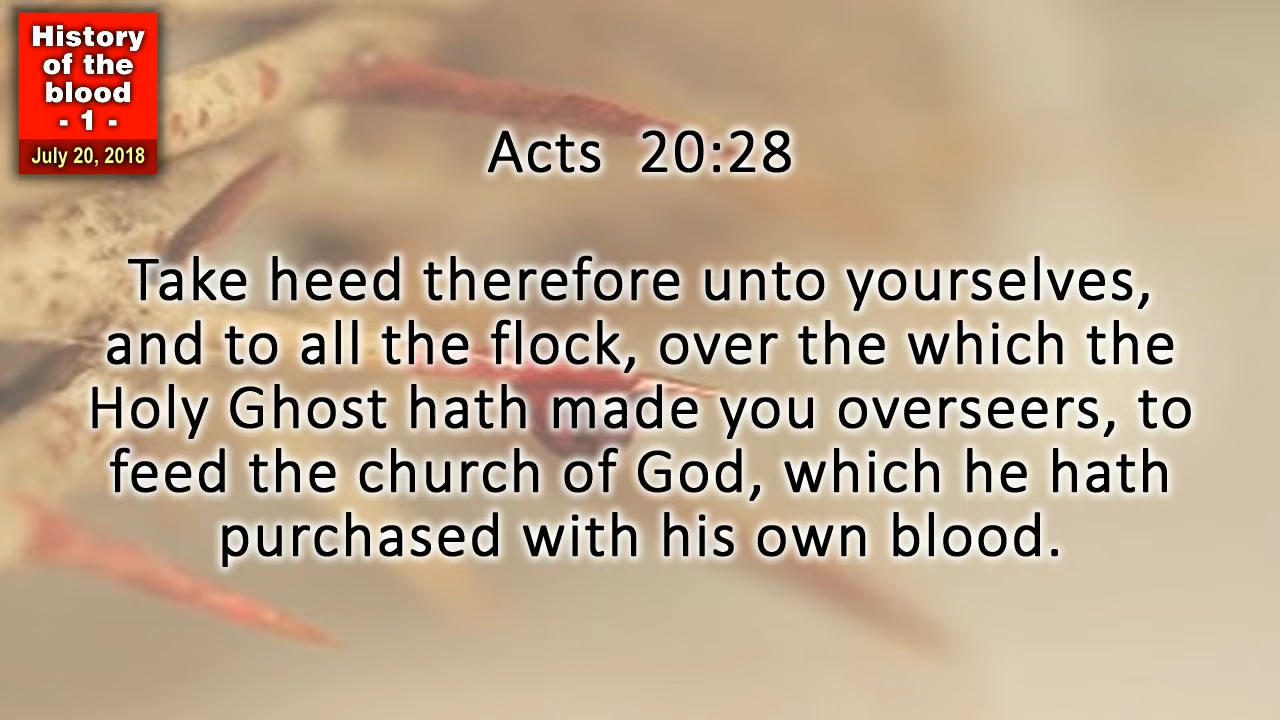 History
of the
blood
- 1 -
July 20, 2018
Acts 20:28
Take heed therefore unto yourselves,
and to all the flock, over the which the
Holy Ghost hath made you overseers, to
feed the church of God, which he hath
purchased with his own blood.